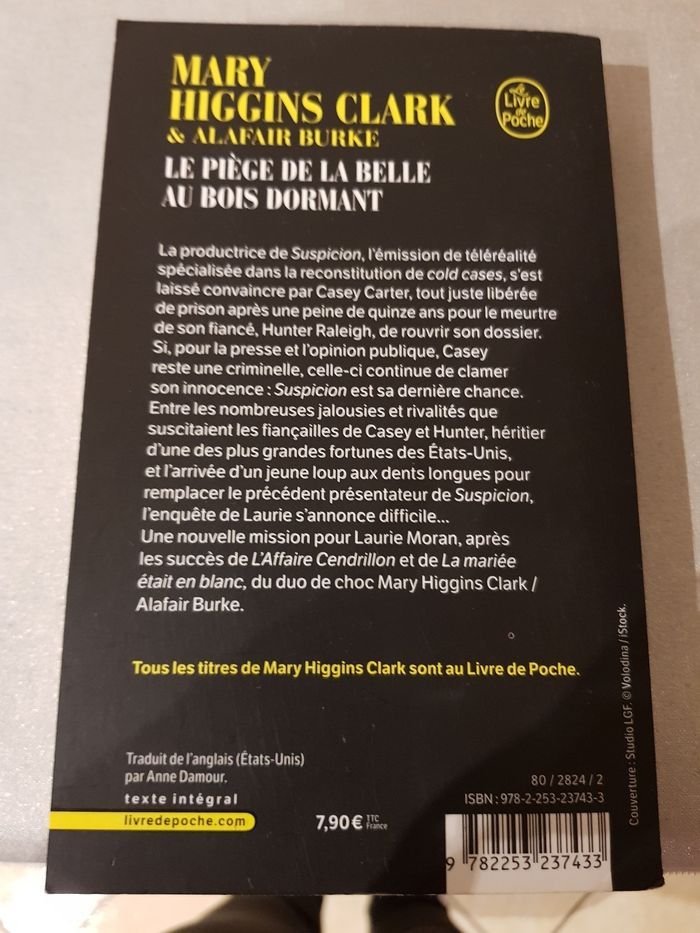 MARY
HIGGINS CLARK
& ALAFAIR BURKE
Le
Livre
de
Poche
LE PIÈGE DE LA BELLE
AU BOIS DORMANT
La productrice de Suspicion, l'émission de téléréalité
spécialisée dans la reconstitution de cold cases, s'est
laissé convaincre par Casey Carter, tout juste libérée
de prison après une peine de quinze ans pour le meurtre
de son fiancé, Hunter Raleigh, de rouvrir son dossier.
Si, pour la presse et l'opinion publique, Casey
reste une criminelle, celle-ci continue de clamer
son innocence : Suspicion est sa dernière chance.
Entre les nombreuses jalousies et rivalités que
suscitaient les fiançailles de Casey et Hunter, héritier
d'une des plus grandes fortunes des États-Unis,
et l'arrivée d'un jeune loup aux dents longues pour
remplacer le précédent présentateur de Suspicion,
l'enquête de Laurie s'annonce difficile...
Une nouvelle mission pour Laurie Moran, après
les succès de L'Affaire Cendrillon et de La mariée
était en blanc, du duo de choc Mary Higgins Clark /
Alafair Burke.
Tous les titres de Mary Higgins Clark sont au Livre de Poche.
Traduit de l'anglais (États-Unis)
par Anne Damour.
texte intégral
livredepoche.com
7,90 € TTC
France
80 / 2824 / 2
ISBN : 978-2-253-23743-3
9 782253 237433
Couverture : Studio LGF. © Volodina / iStock.